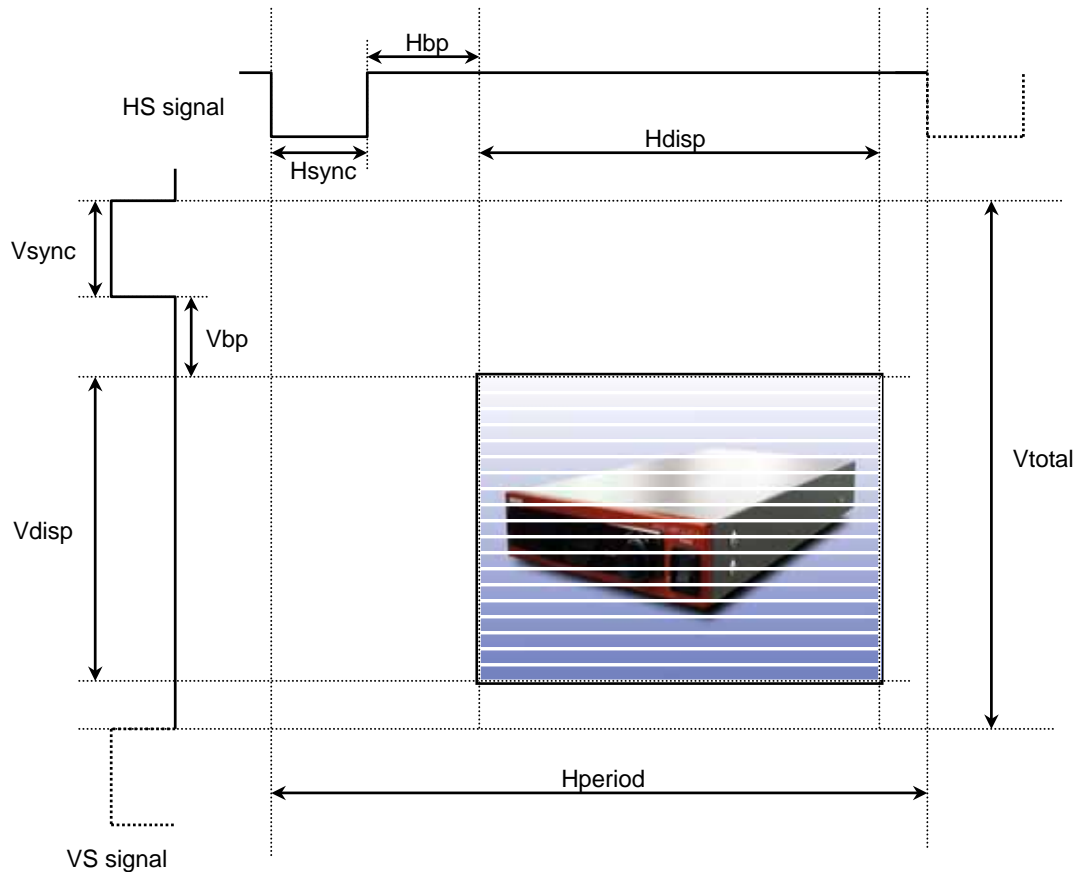 Hbp
HS signal
Hdisp
Hsync
Vsync
Vbp
Vtotal
Vdisp
Hperiod
VS signal